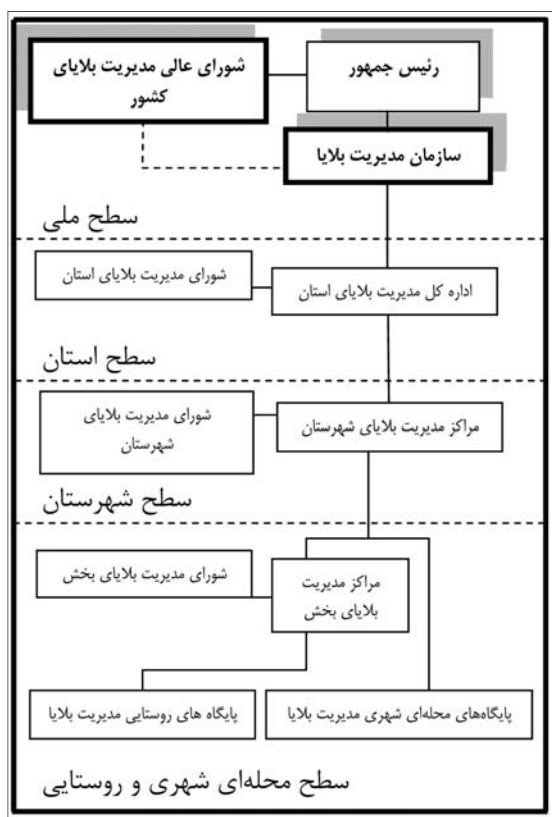 رئیس جمهور
شورای عالی مدیریت بلایای
کشور
سازمان مدیریت بلایا
سطح ملی
شورای مدیریت بلایای استان
اداره کل مدیریت بلایای استان
سطح استان
شورای مدیریت بلایای
شهرستان
مراکز مدیریت بلایای شهرستان
سطح شهرستان
شورای مدیریت بلایای بخش
مراکز مدیریت
بلایای بخش
پایگاه‌های محله‌ای شهری مدیریت بلایا
پایگاه های روستایی مدیریت بلایا
سطح محله‌ای شهری و روستایی